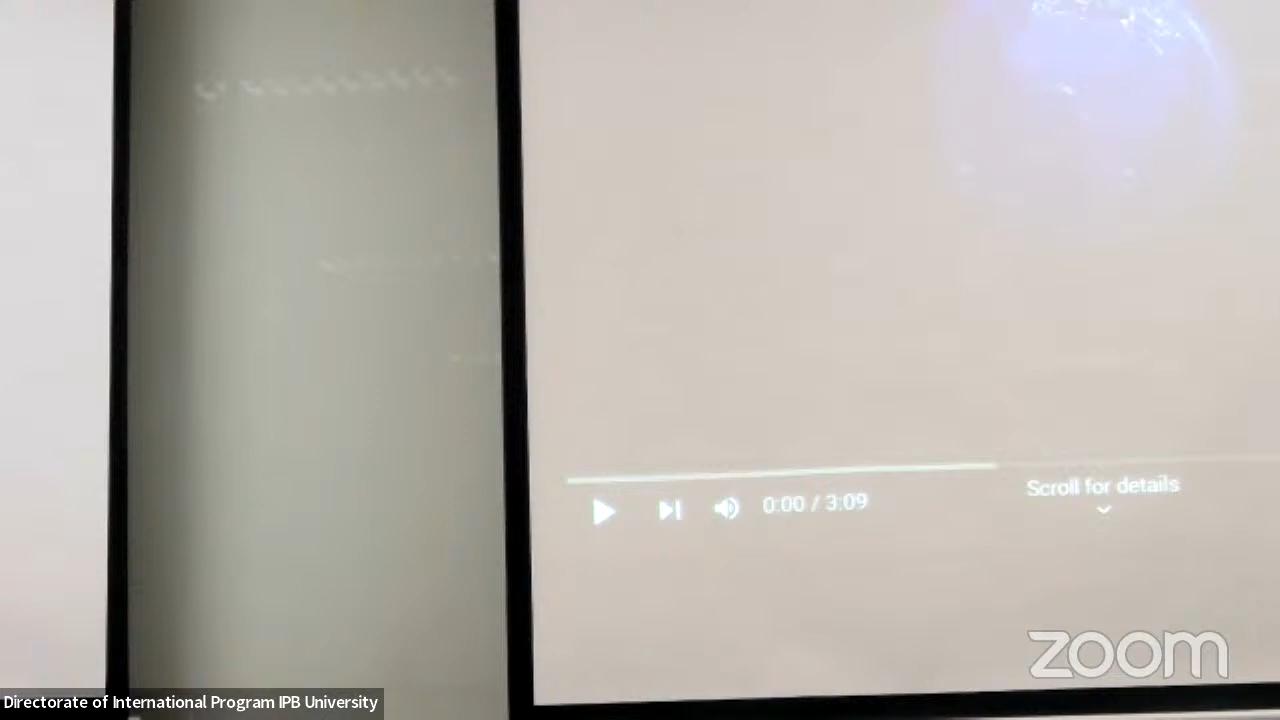 0:00 / 3:09
Scroll for details
zoom
Directorate of International Program IPB University